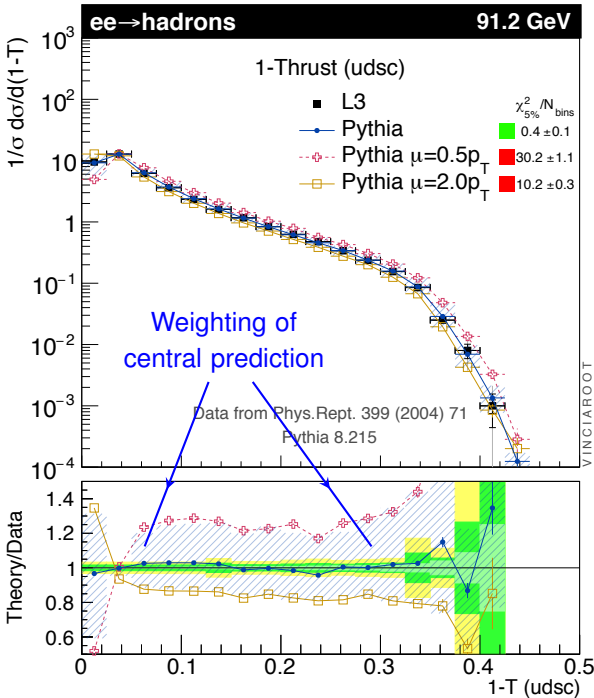 ee→hadrons 91.2 GeV
1/σ dσ/d(1-T)
10³
10²
10
1
10⁻¹
10⁻²
10⁻³
10⁻⁴
1-Thrust (udsc)
χ²5%/Nbins
L3
Pythia 0.4 ±0.1
Pythia μ=0.5pT 30.2 ±1.1
Pythia μ=2.0pT 10.2 ±0.3
Weighting of
central prediction
Data from Phys.Rept. 399 (2004) 71
Pythia 8.215
VINCIAROOT
Theory/Data
1.4
1.2
1
0.8
0.6
0 0.1 0.2 0.3 0.4 0.5
1-T (udsc)